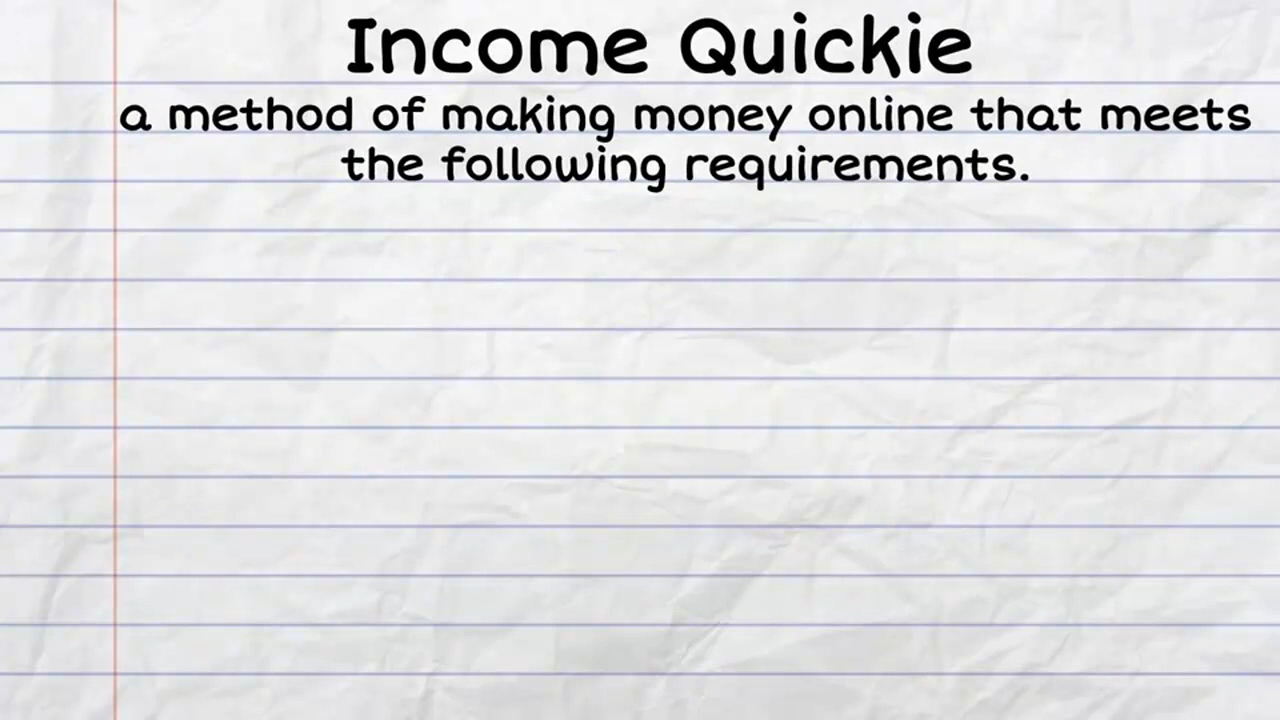 Income Quickie
a method of making money online that meets
the following requirements.